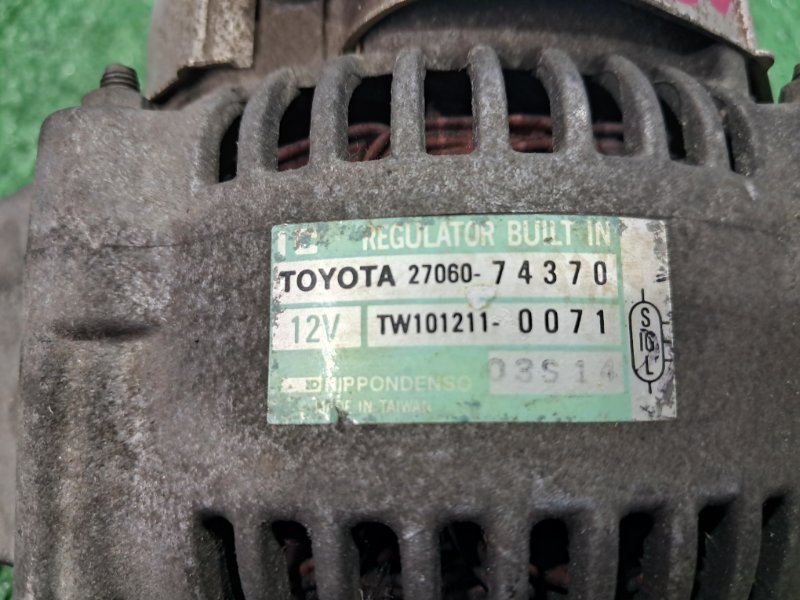 REGULATOR BUILT IN
TOYOTA 27060-74370
12V TW101211-0071
NIPPONDENSO 03S14
MADE IN TAIWAN
S
IG
L